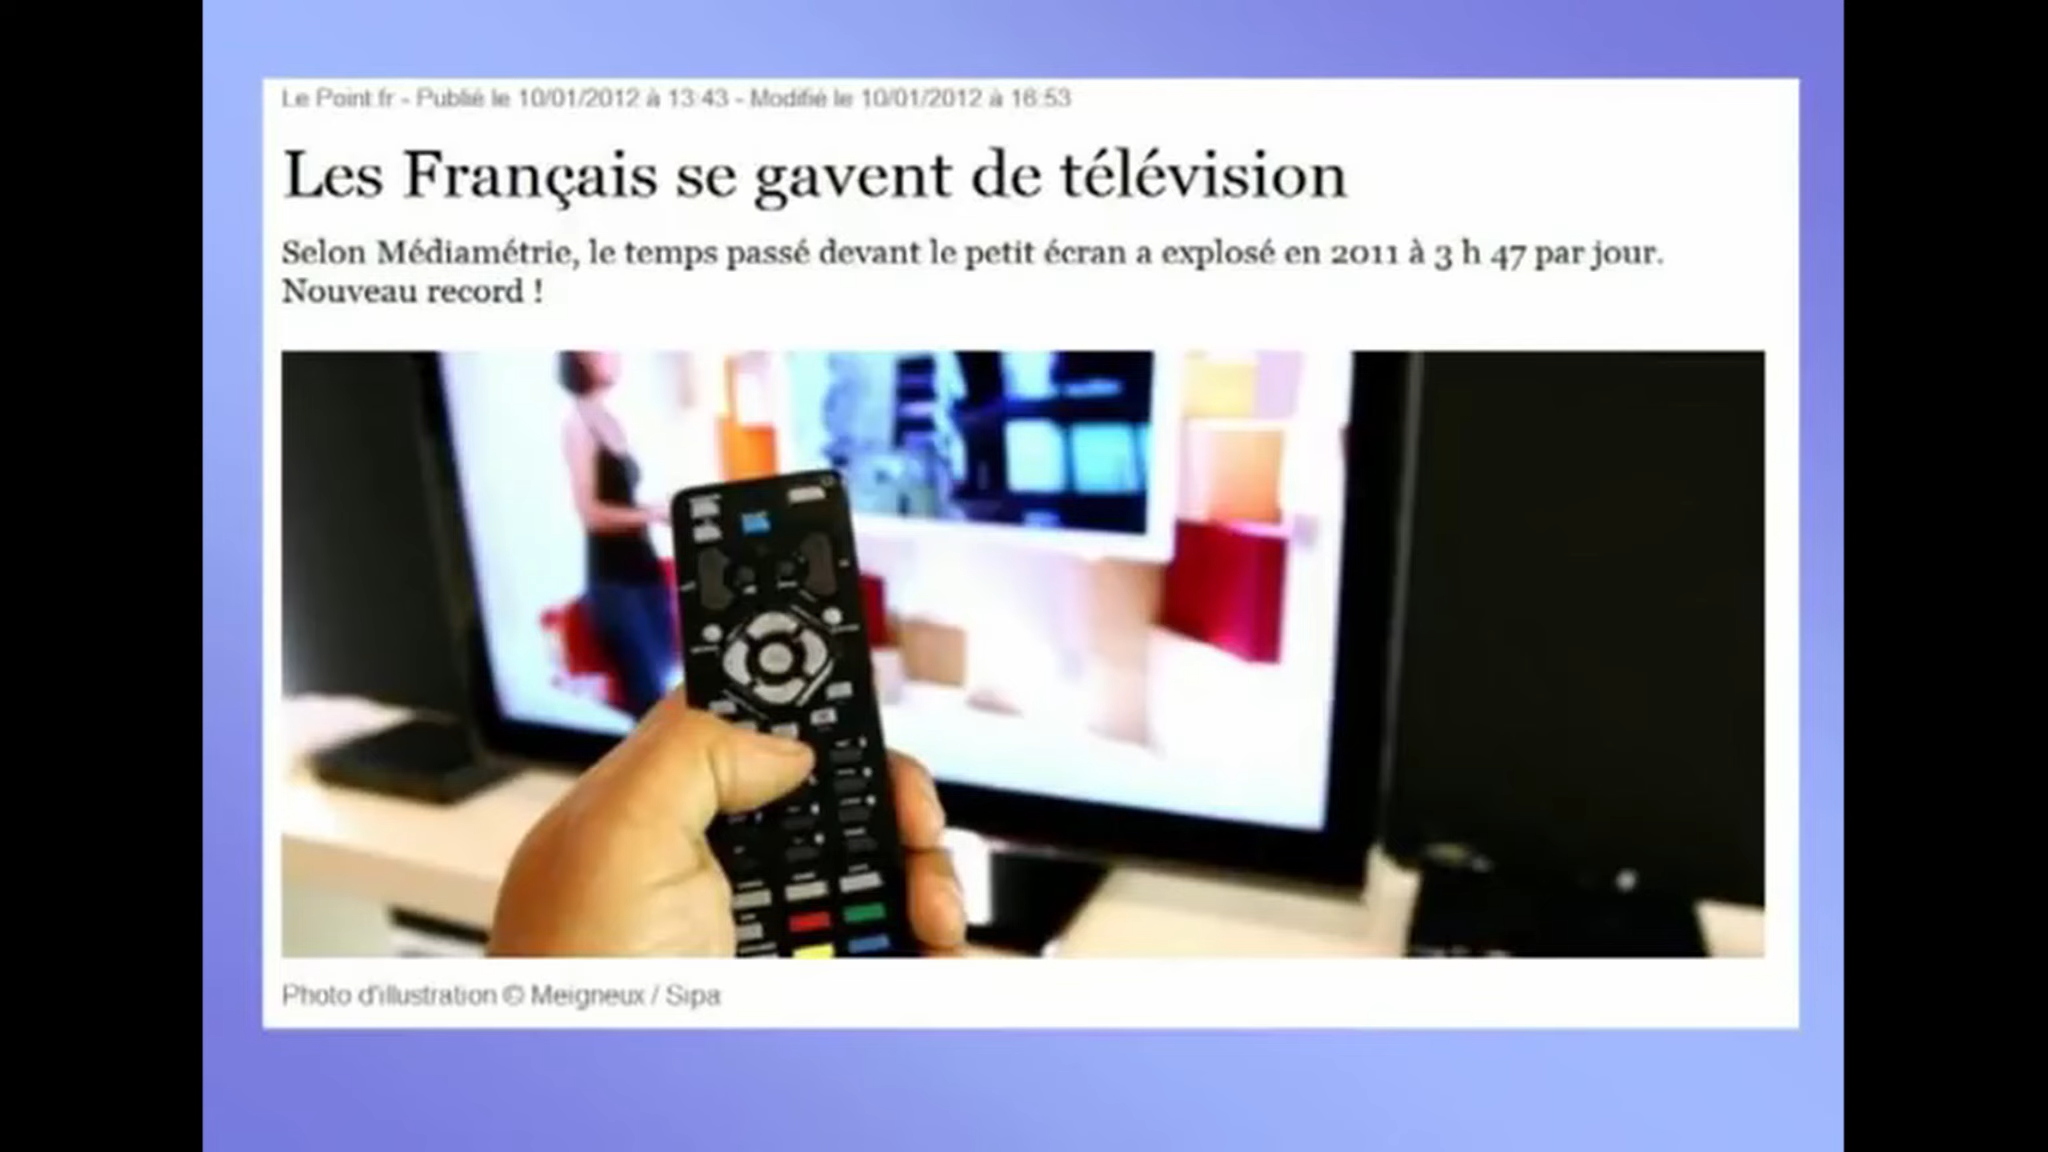 Le Point.fr - Publié le 10/01/2012 à 13:43 - Modifié le 10/01/2012 à 16:53
Les Français se gavent de télévision
Selon Médiamétrie, le temps passé devant le petit écran a explosé en 2011 à 3 h 47 par jour.
Nouveau record !
Photo d'illustration © Meigneux / Sipa